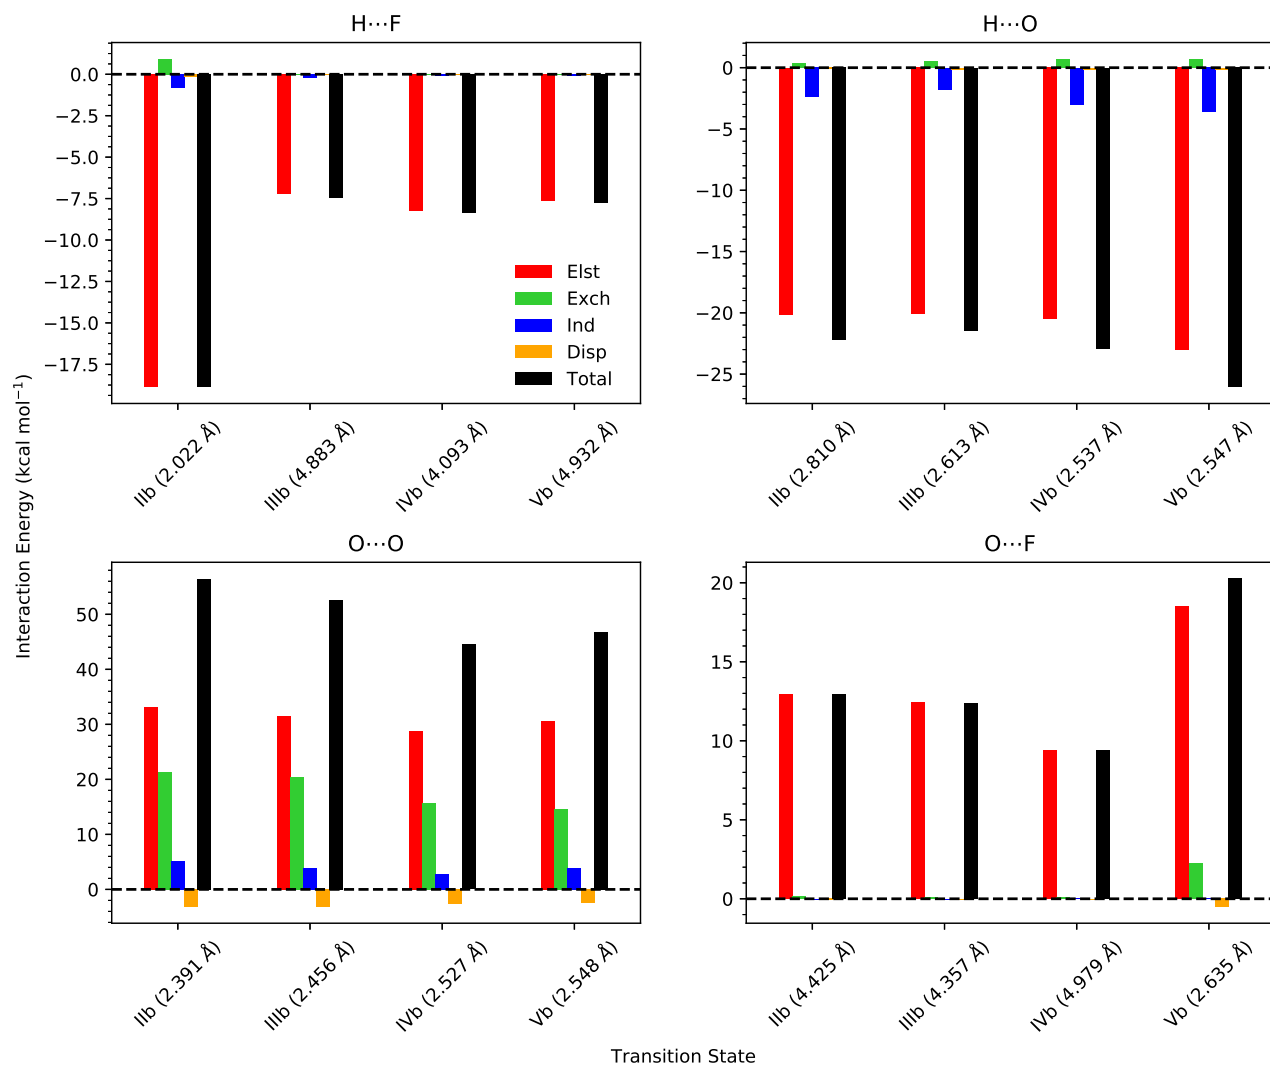 H···F
0.0
−2.5
−5.0
−7.5
−10.0
−12.5
−15.0
−17.5
Elst
Exch
Ind
Disp
Total
IIb (2.022 Å)
IIIb (4.883 Å)
IVb (4.093 Å)
Vb (4.932 Å)
H···O
0
−5
−10
−15
−20
−25
IIb (2.810 Å)
IIIb (2.613 Å)
IVb (2.537 Å)
Vb (2.547 Å)
Interaction Energy (kcal mol⁻¹)
O···O
50
40
30
20
10
0
IIb (2.391 Å)
IIIb (2.456 Å)
IVb (2.527 Å)
Vb (2.548 Å)
O···F
20
15
10
5
0
IIb (4.425 Å)
IIIb (4.357 Å)
IVb (4.979 Å)
Vb (2.635 Å)
Transition State